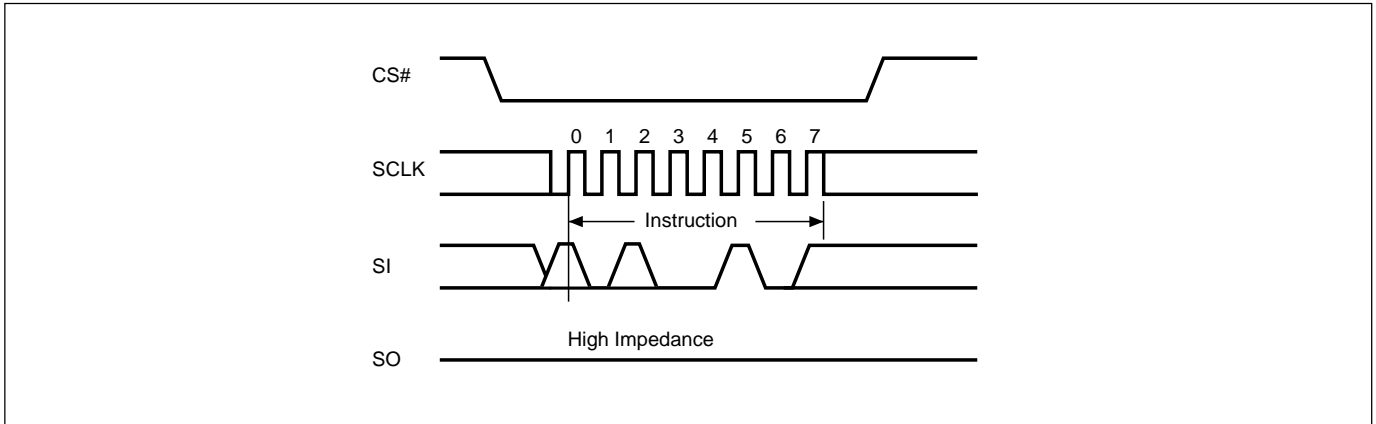 CS#
0 1 2 3 4 5 6 7
SCLK
Instruction
SI
High Impedance
SO